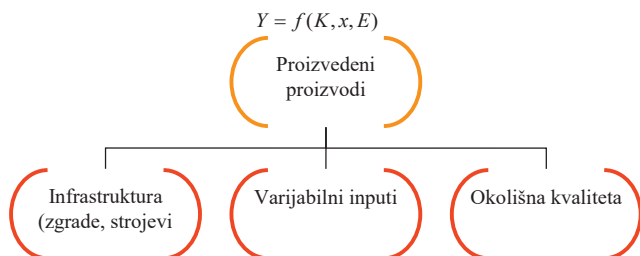 Y = f(K, x, E)
Proizvedeni
proizvodi
Infrastruktura
(zgrade, strojevi
Varijabilni inputi
Okolišna kvaliteta